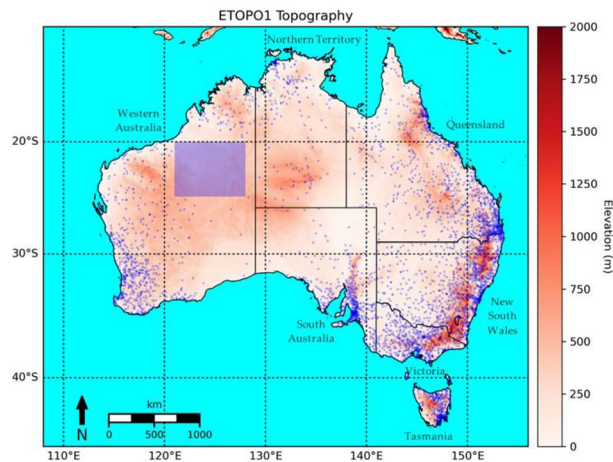 ETOPO1 Topography
Northern Territory
Western
Australia
Queensland
20°S
30°S
40°S
New
South
Wales
South
Australia
Victoria
Tasmania
km
0 500 1000
N
110°E 120°E 130°E 140°E 150°E
2000
1750
1500
1250
1000
750
500
250
0
Elevation (m)